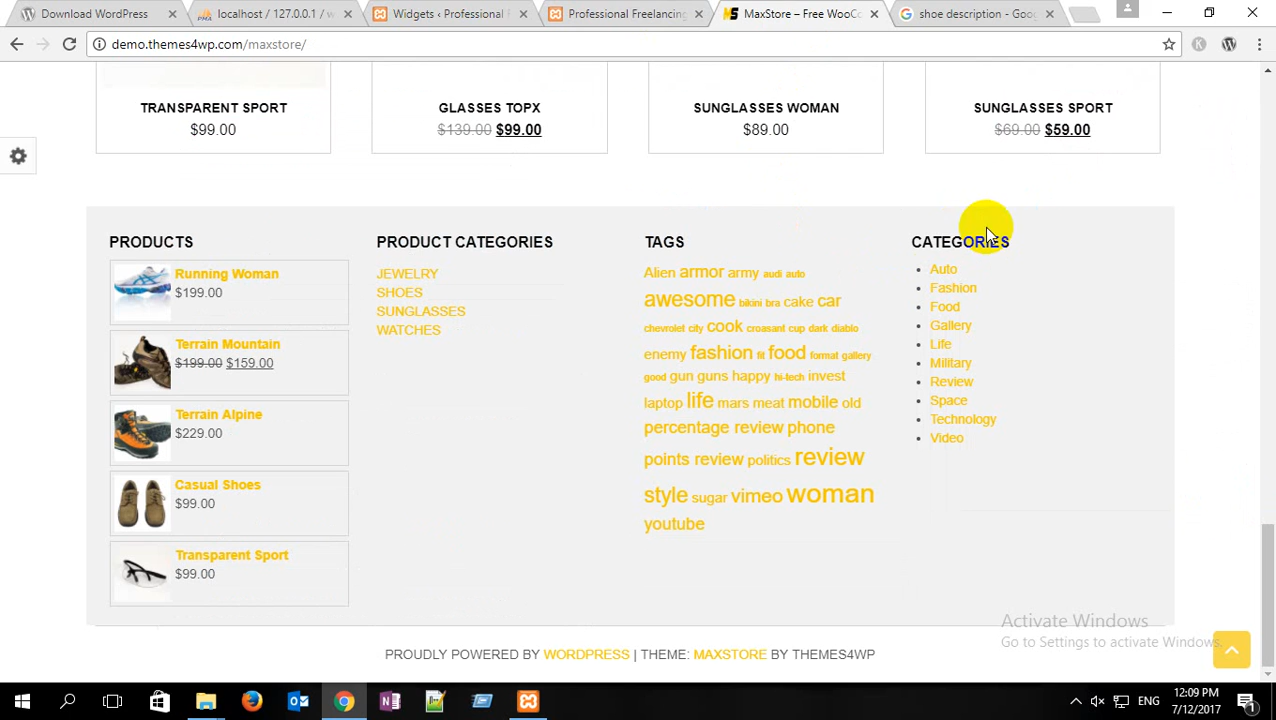 Download WordPress
localhost / 127.0.0.1 / w
Widgets ‹ Professional F
Professional Freelancing
MaxStore – Free WooCo
shoe description - Goog
demo.themes4wp.com/maxstore/
TRANSPARENT SPORT
$99.00
GLASSES TOPX
$139.00 $99.00
SUNGLASSES WOMAN
$89.00
SUNGLASSES SPORT
$69.00 $59.00
PRODUCTS
Running Woman
$199.00
Terrain Mountain
$199.00 $159.00
Terrain Alpine
$229.00
Casual Shoes
$99.00
Transparent Sport
$99.00
PRODUCT CATEGORIES
JEWELRY
SHOES
SUNGLASSES
WATCHES
TAGS
Alien armor army audi auto
awesome bikini bra cake car
chevrolet city cook croasant cup dark diablo
enemy fashion fit food format gallery
good gun guns happy hi-tech invest
laptop life mars meat mobile old
percentage review phone
points review politics review
style sugar vimeo woman
youtube
CATEGORIES
Auto
Fashion
Food
Gallery
Life
Military
Review
Space
Technology
Video
Activate Windows
Go to Settings to activate Windows.
PROUDLY POWERED BY WORDPRESS | THEME: MAXSTORE BY THEMES4WP
ENG
12:09 PM
7/12/2017
1